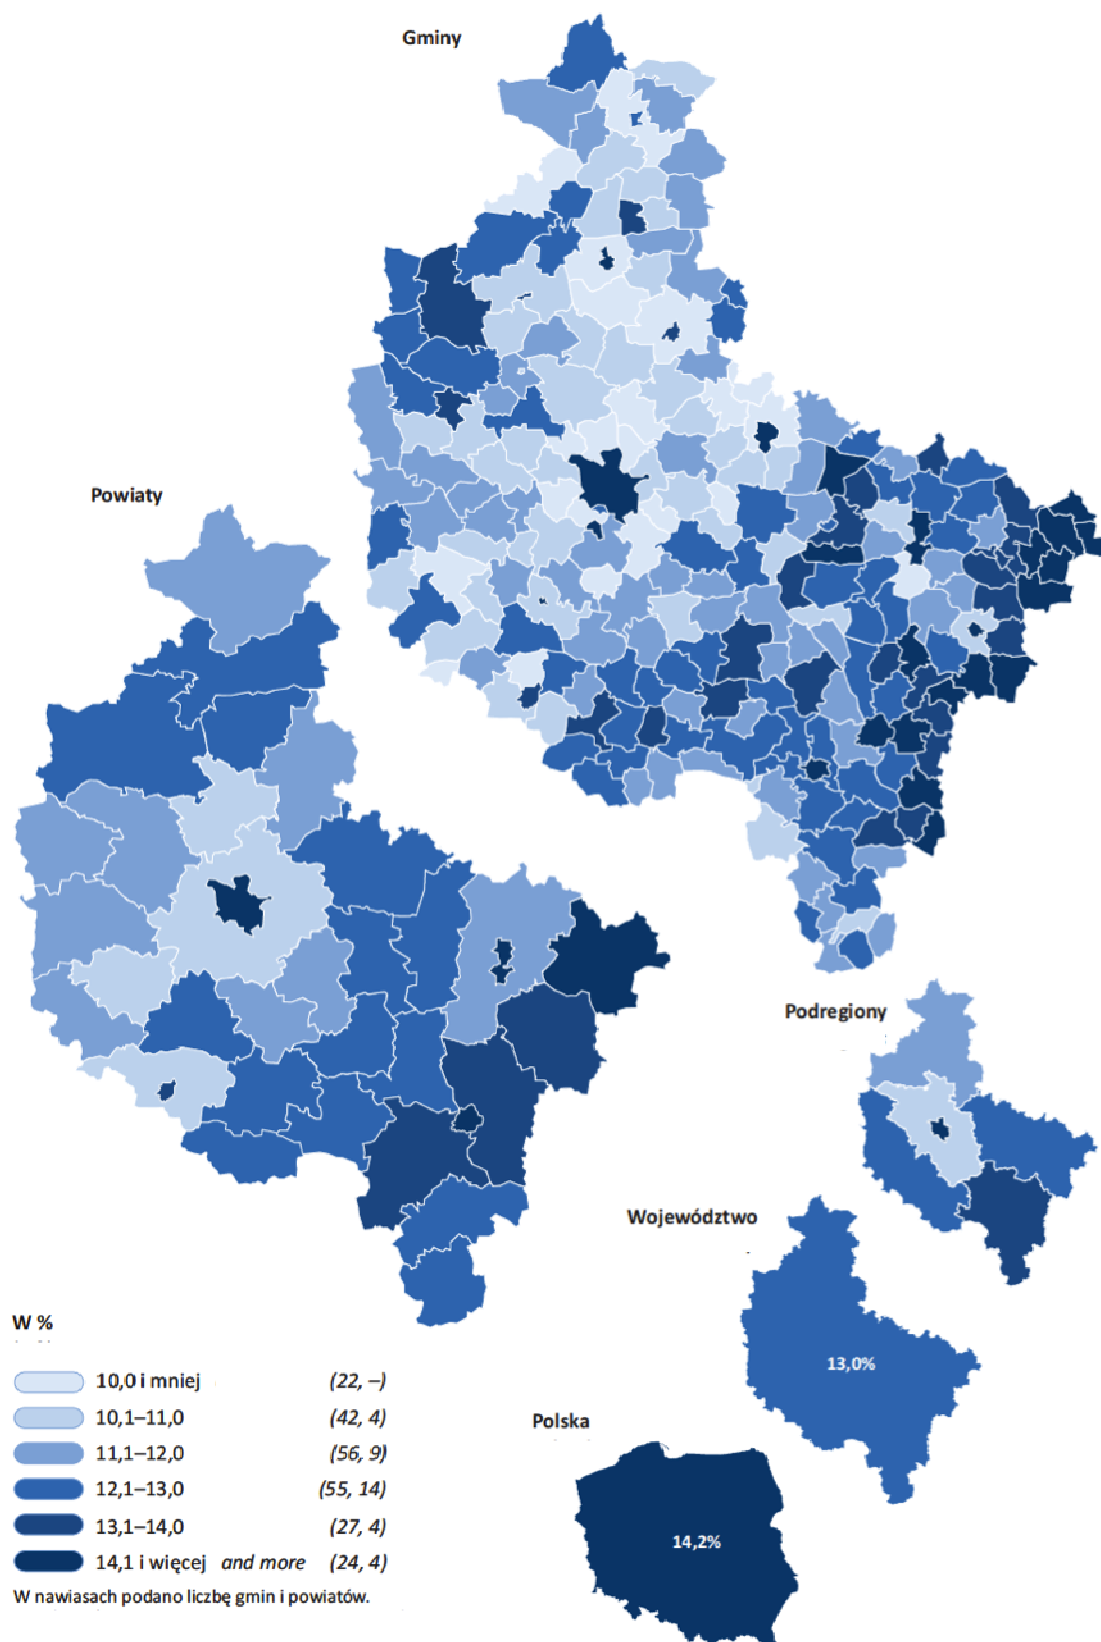 Gminy
Powiaty
Podregiony
Województwo
13,0%
Polska
14,2%
W %
10,0 i mniej (22, –)
10,1–11,0 (42, 4)
11,1–12,0 (56, 9)
12,1–13,0 (55, 14)
13,1–14,0 (27, 4)
14,1 i więcej and more (24, 4)
W nawiasach podano liczbę gmin i powiatów.